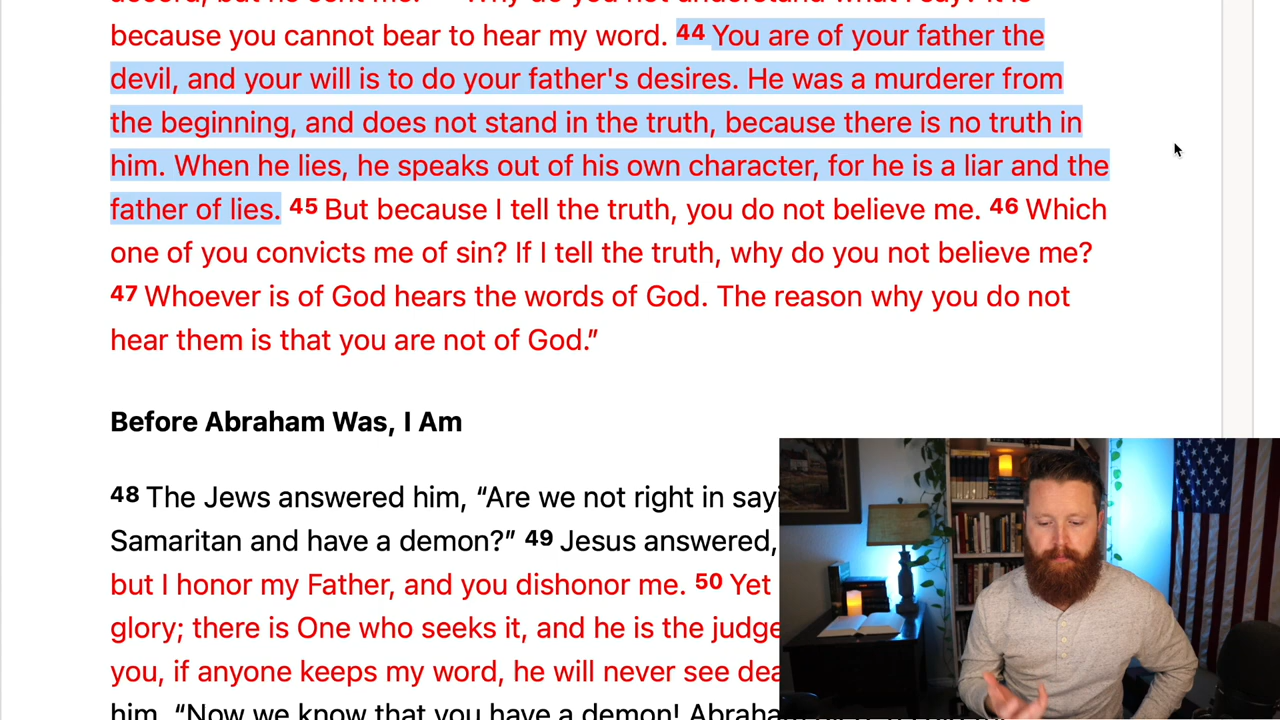 because you cannot bear to hear my word. 44 You are of your father the
devil, and your will is to do your father's desires. He was a murderer from
the beginning, and does not stand in the truth, because there is no truth in
him. When he lies, he speaks out of his own character, for he is a liar and the
father of lies. 45 But because I tell the truth, you do not believe me. 46 Which
one of you convicts me of sin? If I tell the truth, why do you not believe me?
47 Whoever is of God hears the words of God. The reason why you do not
hear them is that you are not of God.”
Before Abraham Was, I Am
48 The Jews answered him, “Are we not right in
Samaritan and have a demon?” 49 Jesus answered,
but I honor my Father, and you dishonor me. 50 Yet
glory; there is One who seeks it, and he is the judge
you, if anyone keeps my word, he will never see
him, “Now we know that you have a demon! Abraham